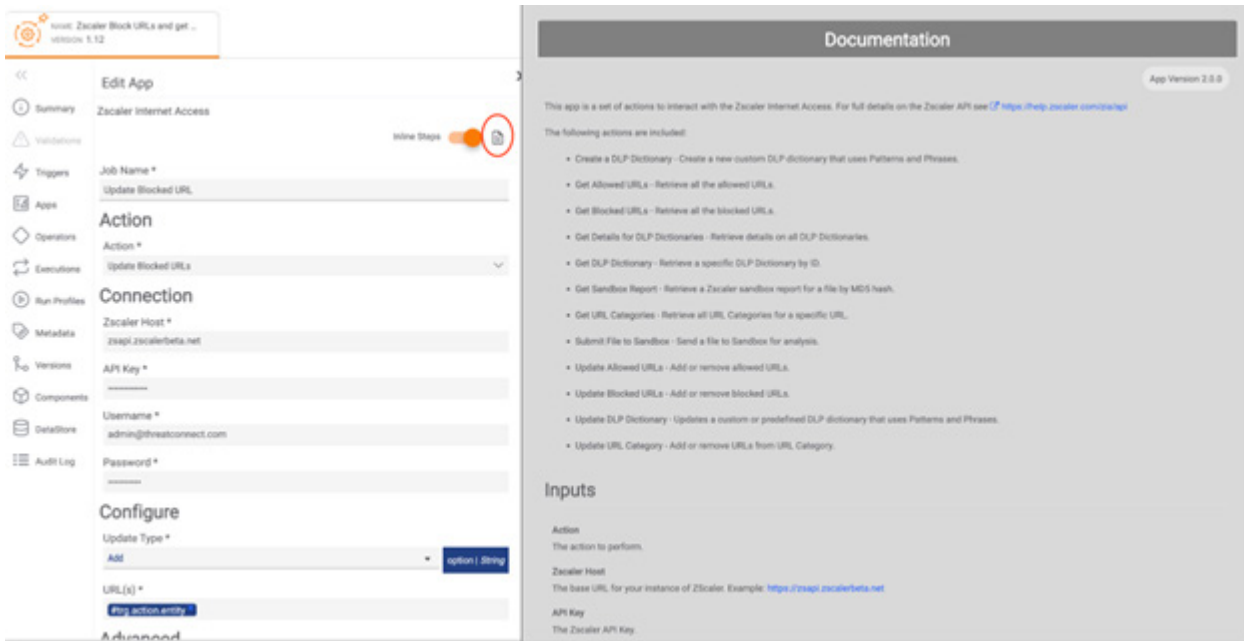 NAME: Zscaler Block URLs and get ...
VERSION: 1.12
Summary
Validations
Triggers
Apps
Operators
Executions
Run Profiles
Metadata
Versions
Components
DataStore
Audit Log
Edit App
Zscaler Internet Access
Inline Steps
Job Name *
Update Blocked URL
Action
Action *
Update Blocked URLs
Connection
Zscaler Host *
zsapi.zscalerbeta.net
API Key *
Username *
admin@threatconnect.com
Password *
Configure
Update Type *
Add
option | String
URL(s) *
#trg.action.entity
Advanced
Documentation
App Version 2.0.0
This app is a set of actions to interact with the Zscaler Internet Access. For full details on the Zscaler API see https://help.zscaler.com/zia/api
The following actions are included:
• Create a DLP Dictionary - Create a new custom DLP dictionary that uses Patterns and Phrases.
• Get Allowed URLs - Retrieve all the allowed URLs.
• Get Blocked URLs - Retrieve all the blocked URLs.
• Get Details for DLP Dictionaries - Retrieve details on all DLP Dictionaries.
• Get DLP Dictionary - Retrieve a specific DLP Dictionary by ID.
• Get Sandbox Report - Retrieve a Zscaler sandbox report for a file by MD5 hash.
• Get URL Categories - Retrieve all URL Categories for a specific URL.
• Submit File to Sandbox - Send a file to Sandbox for analysis.
• Update Allowed URLs - Add or remove allowed URLs.
• Update Blocked URLs - Add or remove blocked URLs.
• Update DLP Dictionary - Updates a custom or predefined DLP dictionary that uses Patterns and Phrases.
• Update URL Category - Add or remove URLs from URL Category.
Inputs
Action
The action to perform.
Zscaler Host
The base URL for your instance of ZScaler. Example: https://zsapi.zscalerbeta.net
API Key
The Zscaler API Key.